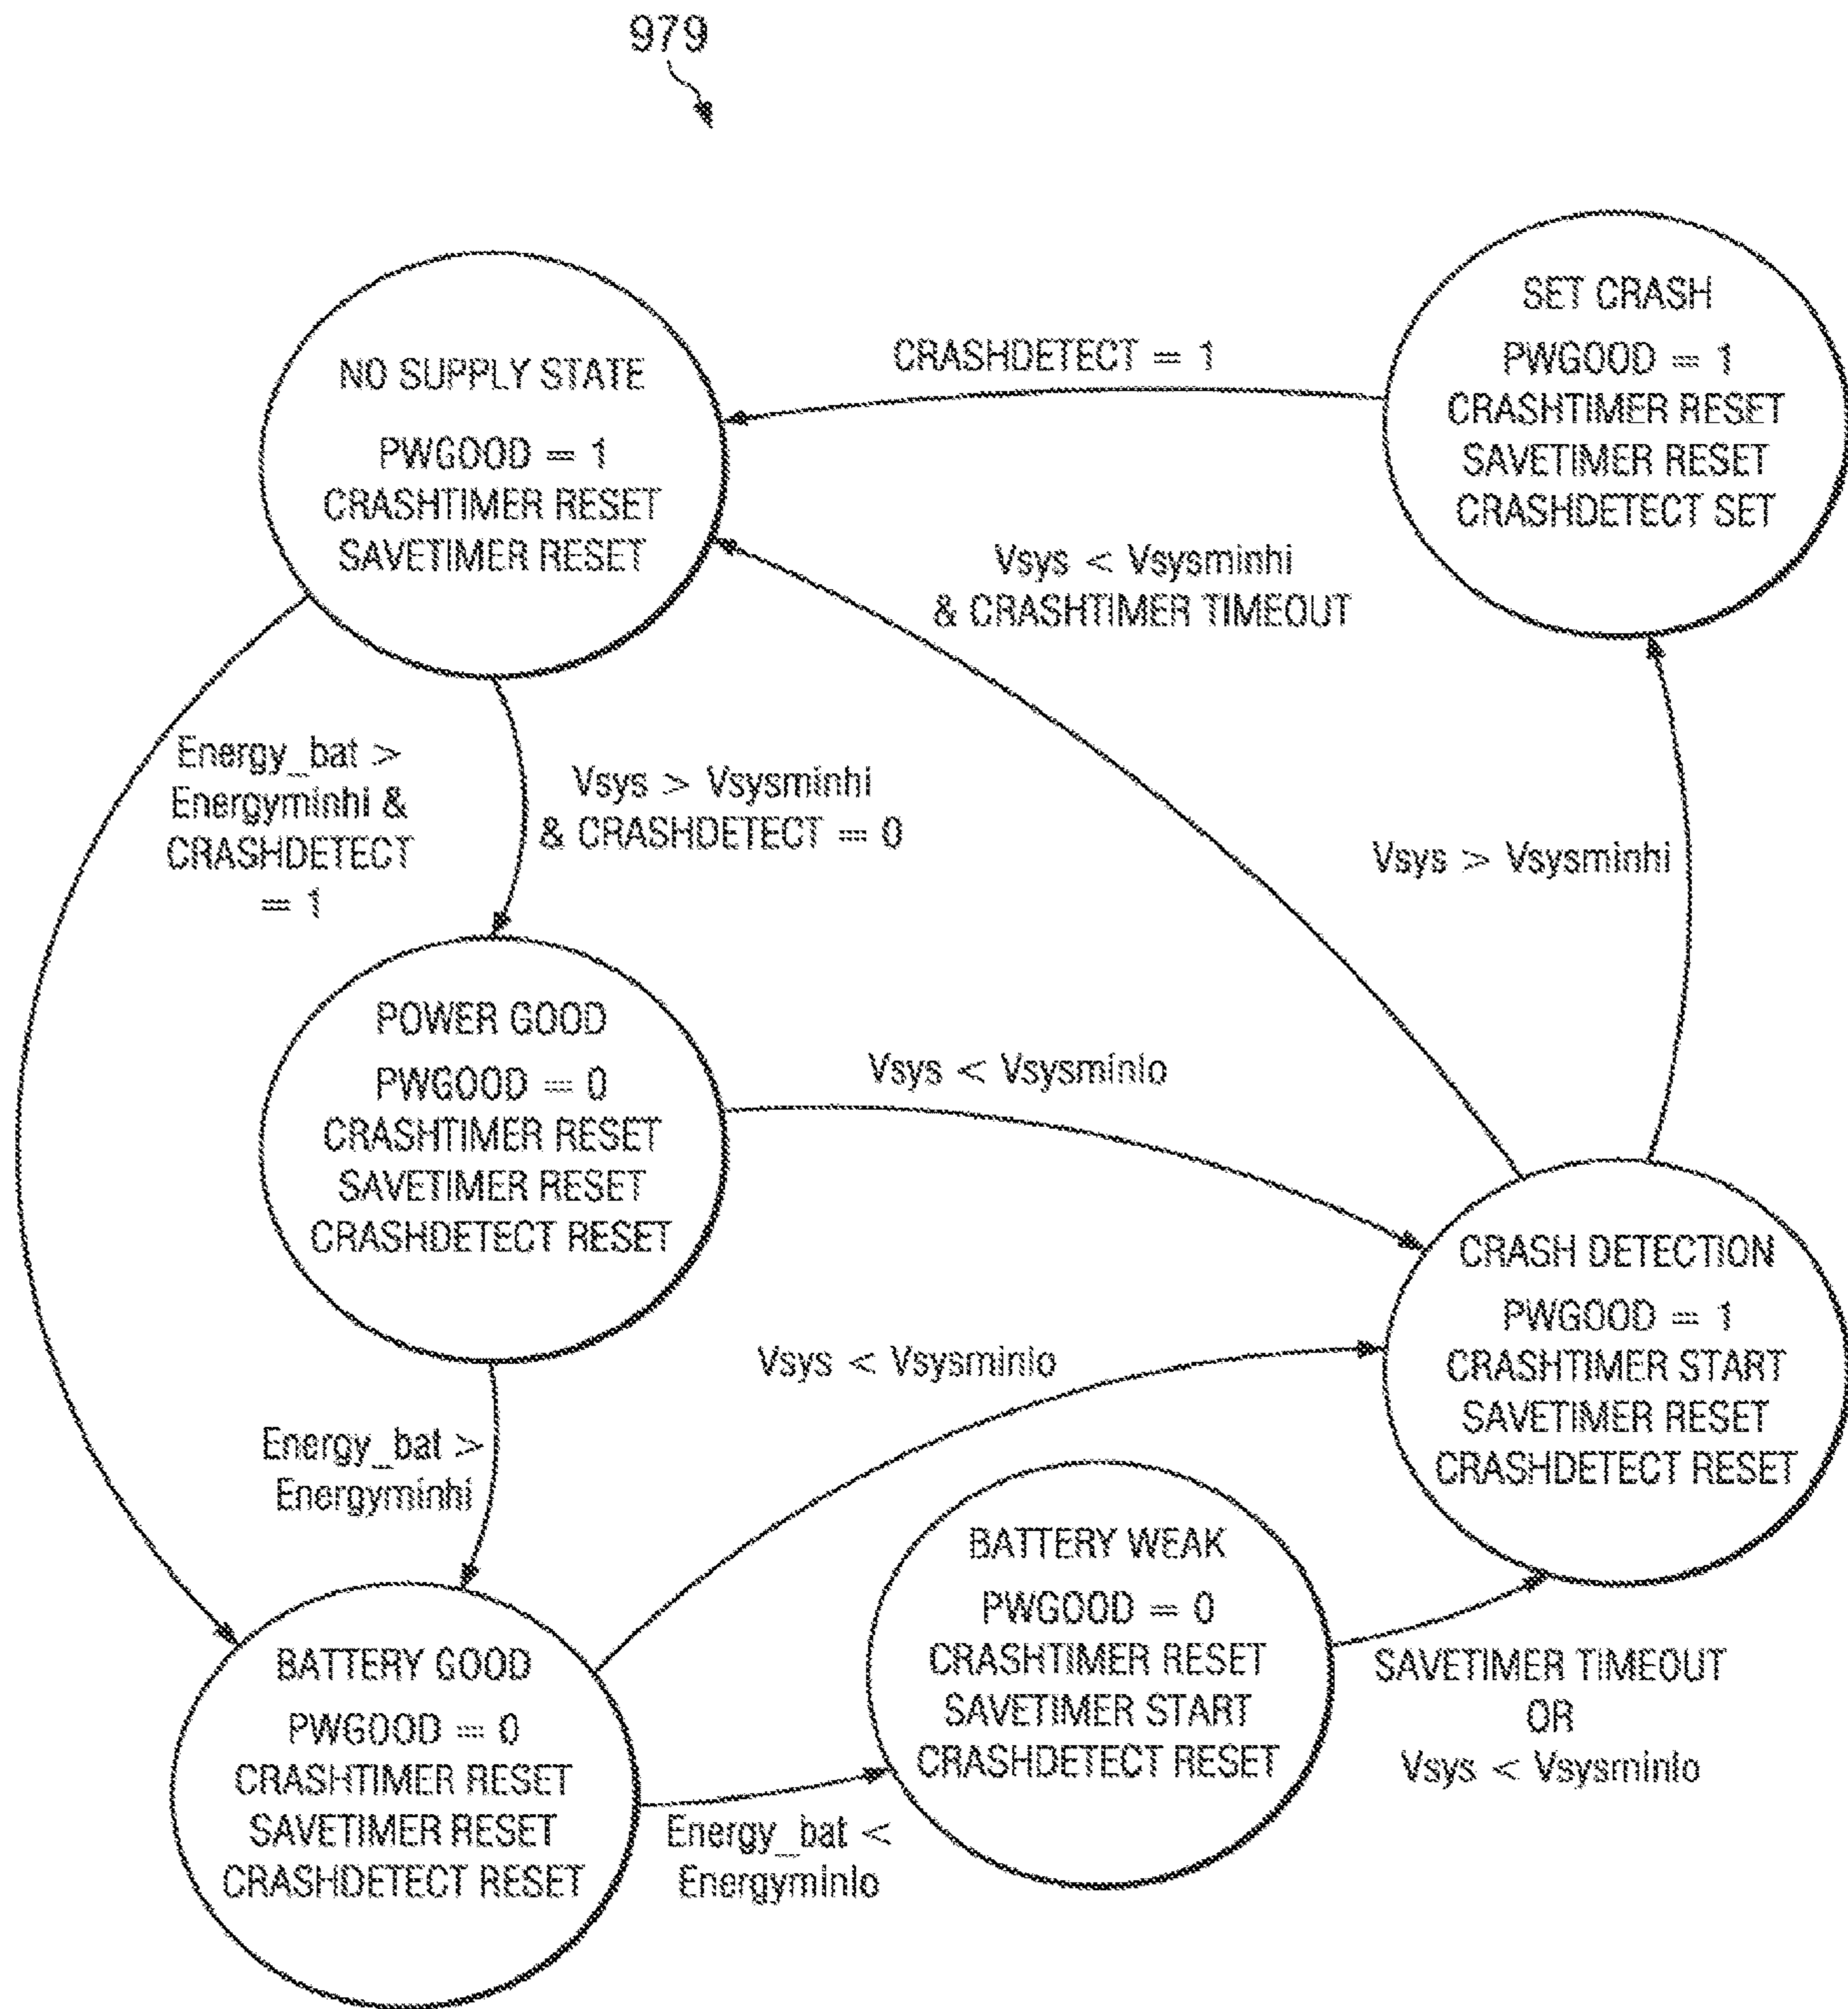 979
SET CRASH
PWGOOD = 1
CRASHTIMER RESET
SAVETIMER RESET
CRASHDETECT SET
CRASHDETECT = 1
NO SUPPLY STATE
PWGOOD = 1
CRASHTIMER RESET
SAVETIMER RESET
Vsys < Vsysminhi
& CRASHTIMER TIMEOUT
Energy_bat >
Energyminhi &
CRASHDETECT
= 1
Vsys > Vsysminhi
& CRASHDETECT = 0
Vsys > Vsysminhi
POWER GOOD
PWGOOD = 0
CRASHTIMER RESET
SAVETIMER RESET
CRASHDETECT RESET
Vsys < Vsysminlo
CRASH DETECTION
PWGOOD = 1
CRASHTIMER START
SAVETIMER RESET
CRASHDETECT RESET
Vsys < Vsysminlo
Energy_bat >
Energyminhi
BATTERY WEAK
PWGOOD = 0
CRASHTIMER RESET
SAVETIMER START
CRASHDETECT RESET
SAVETIMER TIMEOUT
OR
Vsys < Vsysminlo
BATTERY GOOD
PWGOOD = 0
CRASHTIMER RESET
SAVETIMER RESET
CRASHDETECT RESET
Energy_bat <
Energyminlo